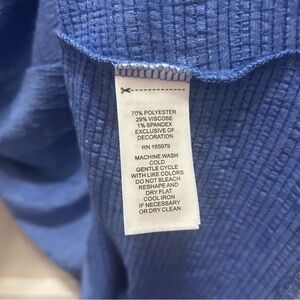 70% POLYESTER
29% VISCOSE
1% SPANDEX
EXCLUSIVE OF
DECORATION
RN 165979
MACHINE WASH
COLD
GENTLE CYCLE
WITH LIKE COLORS
DO NOT BLEACH
RESHAPE AND
DRY FLAT
COOL IRON
IF NECESSARY
OR DRY CLEAN